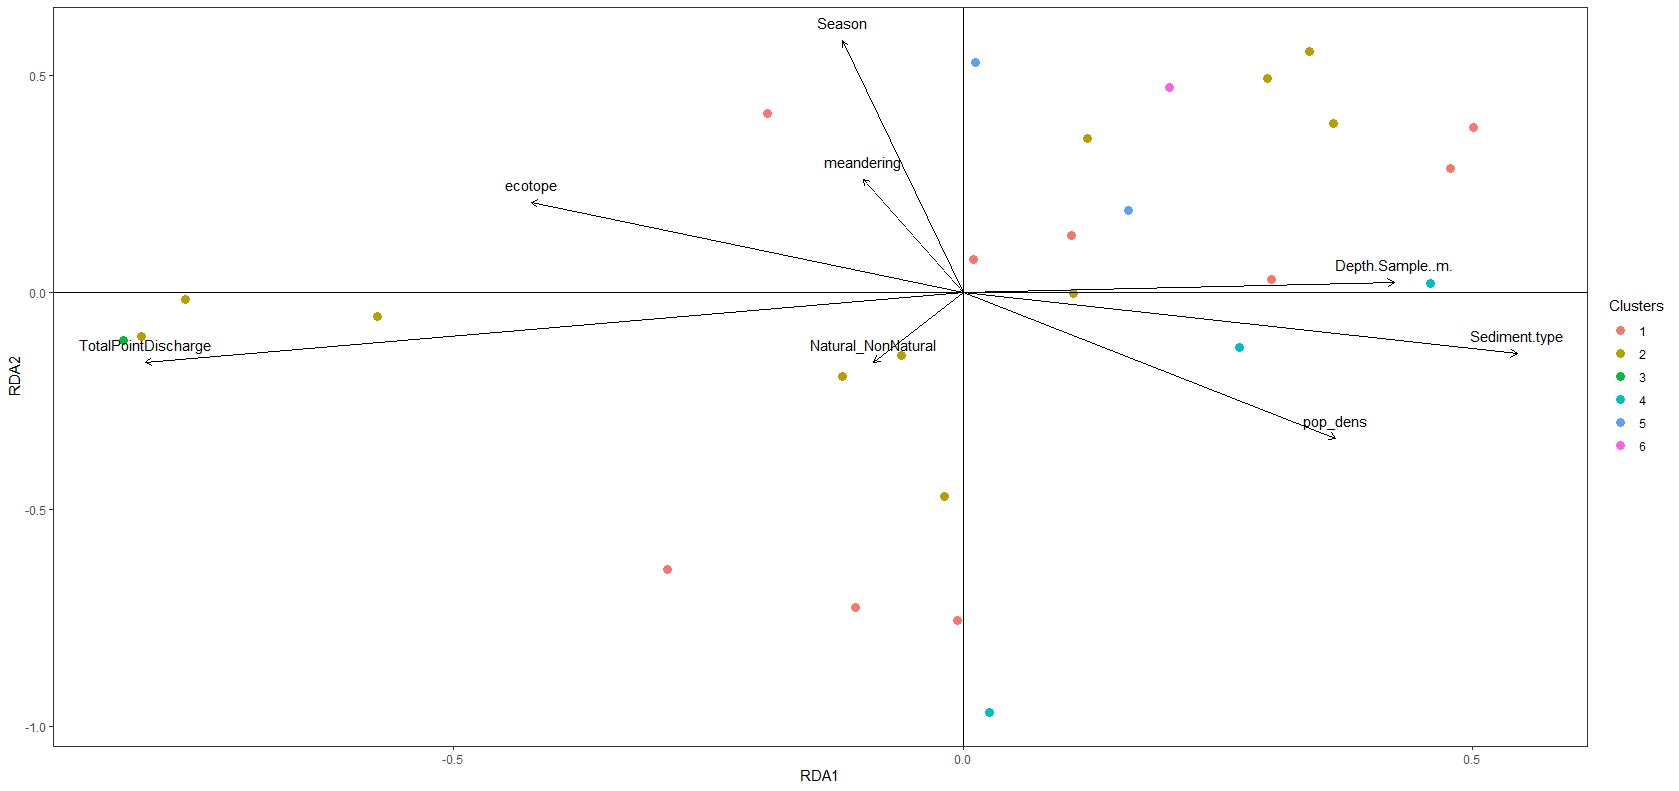 Season
0.5
meandering
ecotope
Depth.Sample..m.
0.0
Clusters
1
Sediment.type
TotalPointDischarge
Natural_NonNatural
2
RDA2
3
4
pop_dens
5
6
-0.5
-1.0
-0.5
0.0
0.5
RDA1